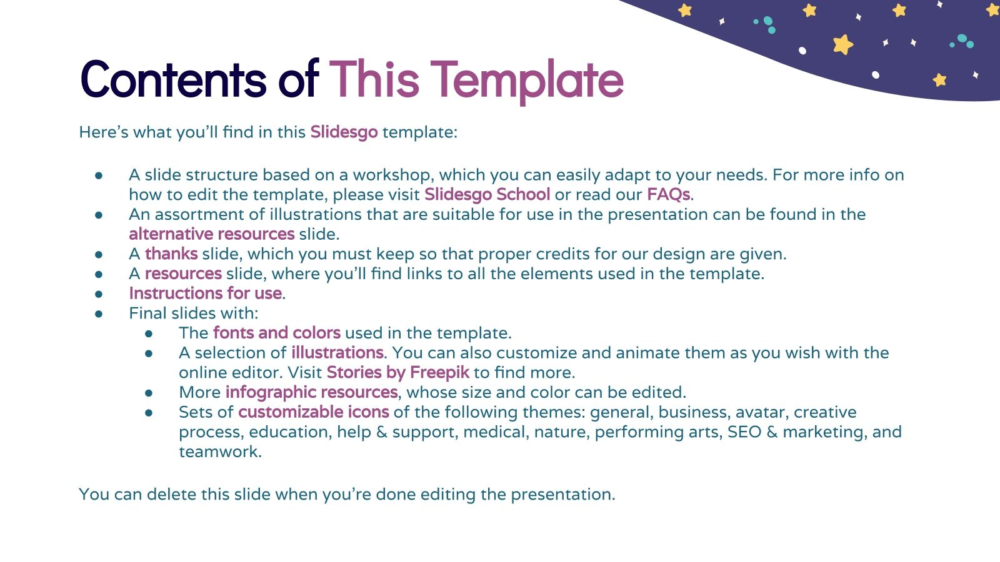 Contents of This Template
Here’s what you’ll find in this Slidesgo template:
● A slide structure based on a workshop, which you can easily adapt to your needs. For more info on
how to edit the template, please visit Slidesgo School or read our FAQs.
● An assortment of illustrations that are suitable for use in the presentation can be found in the
alternative resources slide.
● A thanks slide, which you must keep so that proper credits for our design are given.
● A resources slide, where you’ll find links to all the elements used in the template.
● Instructions for use.
● Final slides with:
● The fonts and colors used in the template.
● A selection of illustrations. You can also customize and animate them as you wish with the
online editor. Visit Stories by Freepik to find more.
● More infographic resources, whose size and color can be edited.
● Sets of customizable icons of the following themes: general, business, avatar, creative
process, education, help & support, medical, nature, performing arts, SEO & marketing, and
teamwork.
You can delete this slide when you’re done editing the presentation.